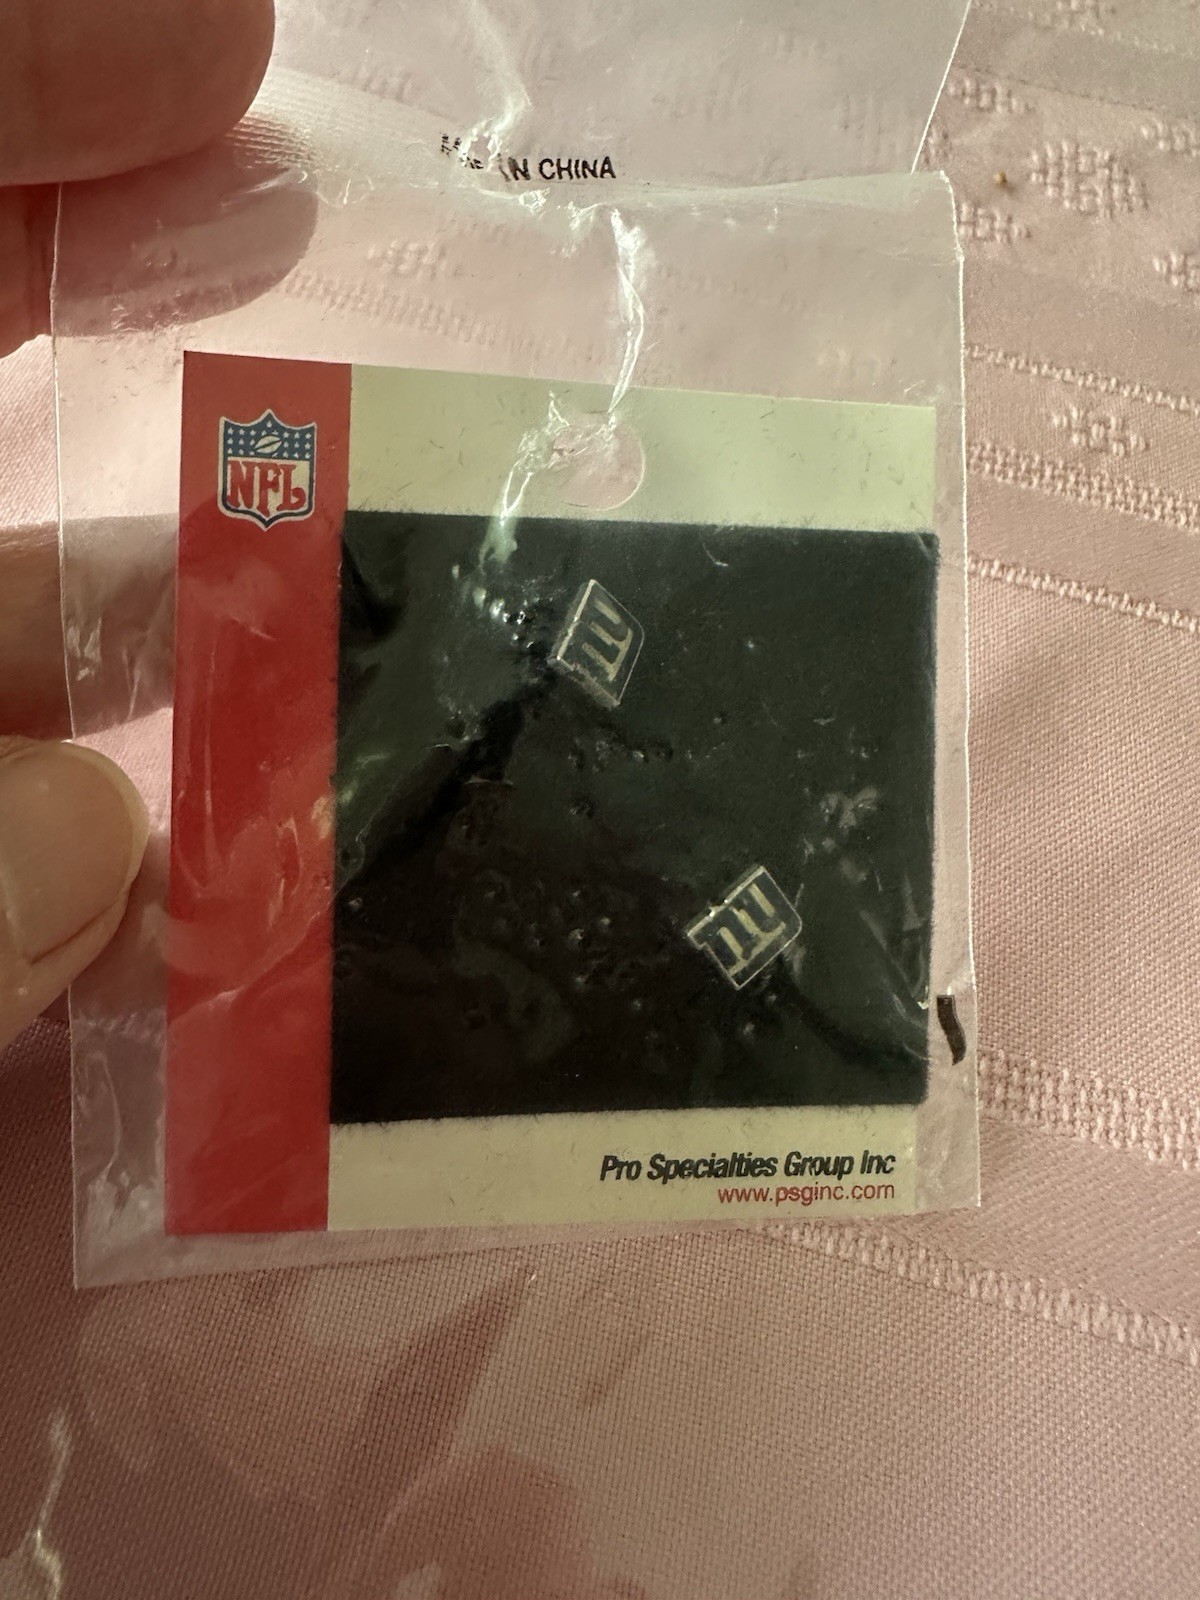 IN CHINA
NFL
ny
ny
Pro Specialties Group Inc
www.psginc.com